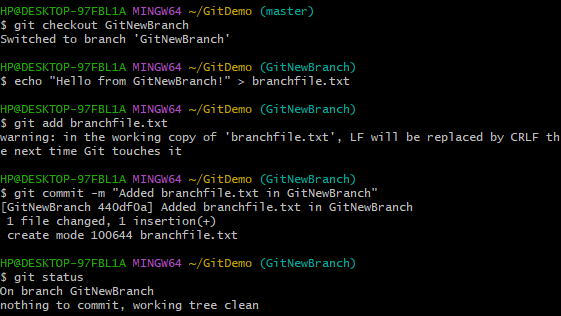 HP@DESKTOP-97FBL1A MINGW64 ~/GitDemo (master)
$ git checkout GitNewBranch
Switched to branch 'GitNewBranch'
HP@DESKTOP-97FBL1A MINGW64 ~/GitDemo (GitNewBranch)
$ echo "Hello from GitNewBranch!" > branchfile.txt
HP@DESKTOP-97FBL1A MINGW64 ~/GitDemo (GitNewBranch)
$ git add branchfile.txt
warning: in the working copy of 'branchfile.txt', LF will be replaced by CRLF th
e next time Git touches it
HP@DESKTOP-97FBL1A MINGW64 ~/GitDemo (GitNewBranch)
$ git commit -m "Added branchfile.txt in GitNewBranch"
[GitNewBranch 440df0a] Added branchfile.txt in GitNewBranch
1 file changed, 1 insertion(+)
create mode 100644 branchfile.txt
HP@DESKTOP-97FBL1A MINGW64 ~/GitDemo (GitNewBranch)
$ git status
On branch GitNewBranch
nothing to commit, working tree clean